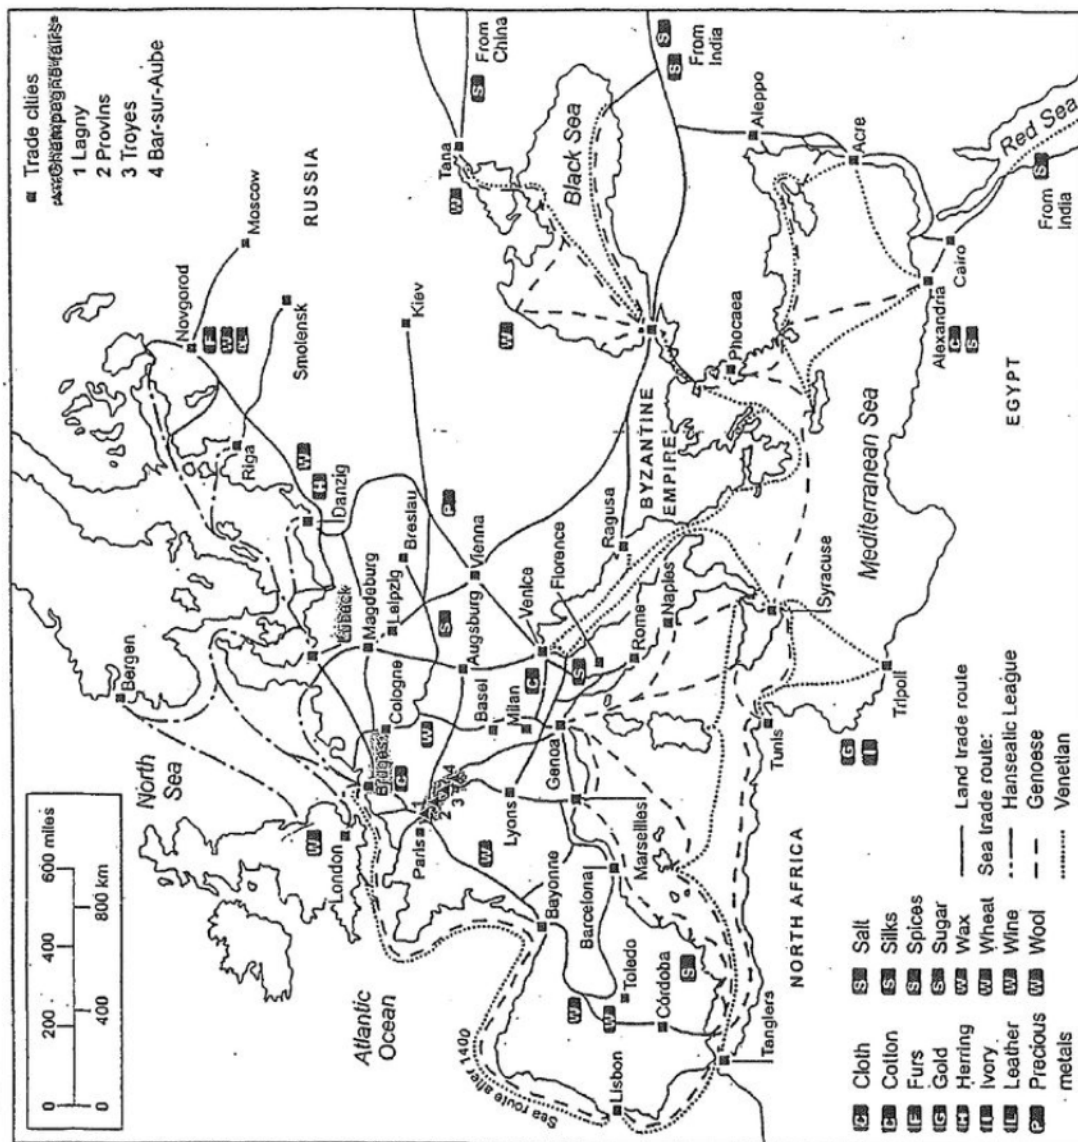 Trade cities
Champagne fairs
1 Lagny
2 Provins
3 Troyes
4 Bar-sur-Aube
0 200 400 600 miles
0 400 800 km
North
Sea
Atlantic
Ocean
Sea route after 1400
Bergen
London
Bruges
Paris
1
2
3
4
Cologne
Lübeck
Magdeburg
Leipzig
Danzig
Breslau
Riga
Novgorod
Moscow
Smolensk
RUSSIA
Kiev
Vienna
Augsburg
Basel
Milan
Venice
Florence
Genoa
Lyons
Marseilles
Bayonne
Barcelona
Toledo
Córdoba
Lisbon
Tangiers
NORTH AFRICA
Tunis
Tripoli
Syracuse
Rome
Naples
Ragusa
BYZANTINE
EMPIRE
Phocaea
Mediterranean Sea
Black Sea
Tana
From
China
From
India
Aleppo
Acre
Red Sea
From
India
Cairo
Alexandria
EGYPT
W
C
W
W
W
W
S
C
S
S
P
H
W
F
W
W
W
S
S
S
C
S
S
G
I
C Cloth
C Cotton
F Furs
G Gold
H Herring
I Ivory
L Leather
P Precious
metals
S Salt
S Silks
S Spices
S Sugar
W Wax
W Wheat
W Wine
W Wool
Land trade route
Sea trade route:
Hanseatic League
Genoese
Venetian